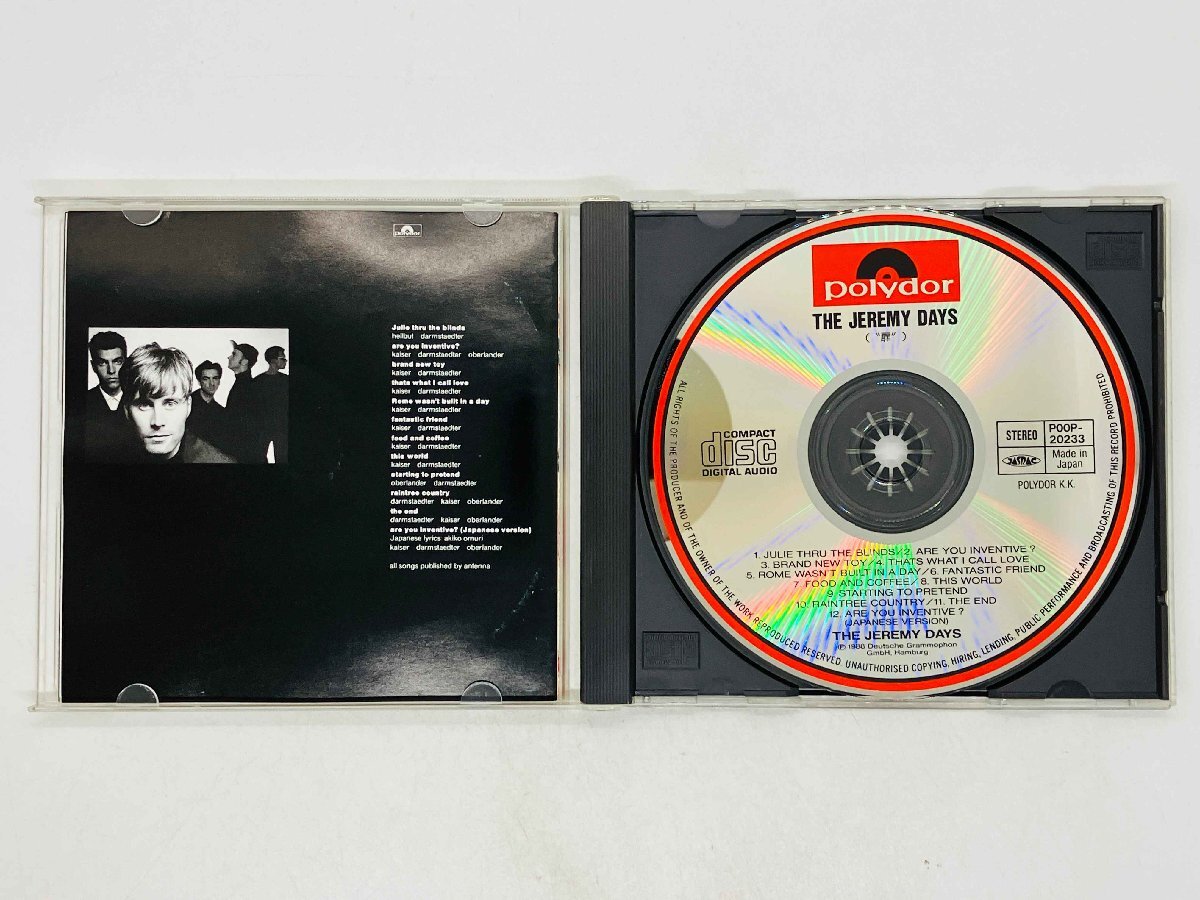 polydor
Julie thru the blinds
hellbut darmstaedter
are you inventive?
kaiser darmstaedter oberlander
brand new toy
kaiser darmstaedter
thats what i call love
kaiser darmstaedter
Rome wasn't built in a day
kaiser darmstaedter
fantastic friend
kaiser darmstaedter
food and coffee
kaiser darmstaedter
this world
kaiser darmstaedter
starting to pretend
oberlander darmstaedter
raintree country
darmstaedter kaiser oberlander
the end
darmstaedter kaiser oberlander
are you inventive? (Japanese version)
Japanese lyrics akiko omuri
kaiser darmstaedter oberlander
all songs published by antenna
polydor
THE JEREMY DAYS
("罪")
COMPACT
disc
DIGITAL AUDIO
STEREO
POOP-
20233
JASRAC
Made in
Japan
POLYDOR K.K.
1. JULIE THRU THE BLINDS/2. ARE YOU INVENTIVE?
3. BRAND NEW TOY/4. THATS WHAT I CALL LOVE
5. ROME WASN'T BUILT IN A DAY/6. FANTASTIC FRIEND
7. FOOD AND COFFEE/8. THIS WORLD
9. STARTING TO PRETEND
10. RAINTREE COUNTRY/11. THE END
12. ARE YOU INVENTIVE?
(JAPANESE VERSION)
THE JEREMY DAYS
℗ 1988 Deutsche Grammophon
GmbH, Hamburg
ALL RIGHTS OF THE PRODUCER AND OF THE OWNER OF THE WORK REPRODUCED RESERVED. UNAUTHORISED COPYING, HIRING, LENDING, PUBLIC PERFORMANCE AND BROADCASTING OF THIS RECORD PROHIBITED.